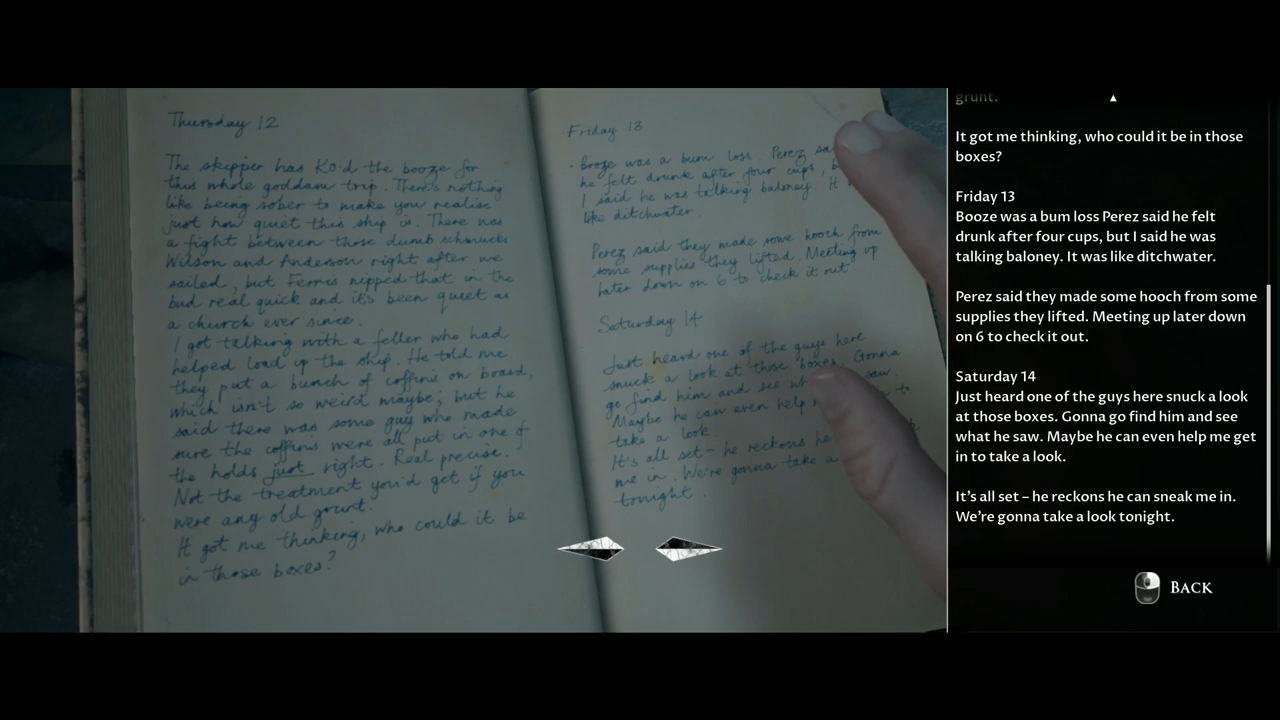 Thursday 12
The skipper has KO'd the booze for
this whole goddam trip. There's nothing
like being sober to make you realise
just how quiet this ship is. There was
a fight between those dumb schmucks
Wilson and Anderson right after we
sailed, but Ferris nipped that in the
bud real quick and it's been quiet as
a church ever since.
I got talking with a feller who had
helped load up the ship. He told me
they put a bunch of coffins on board,
which isn't so weird maybe; but he
said there was some guy who made
sure the coffins were all put in one of
the holds just right. Real precise.
Not the treatment you'd get if you
were any old grunt.
It got me thinking, who could it be
in those boxes?
Friday 13
Booze was a bum loss. Perez sa
he felt drunk after four cups, b
I said he was talking baloney. It
like ditchwater.
Perez said they made some hooch from
some supplies they lifted. Meeting up
later down on 6 to check it out.
Saturday 14
Just heard one of the guys here
snuck a look at those boxes. Gonna
go find him and see wh saw.
Maybe he can even help to
take a look.
It's all set - he reckons he
me in. We're gonna take a
tonight.
grunt.
It got me thinking, who could it be in those
boxes?
Friday 13
Booze was a bum loss Perez said he felt
drunk after four cups, but I said he was
talking baloney. It was like ditchwater.
Perez said they made some hooch from some
supplies they lifted. Meeting up later down
on 6 to check it out.
Saturday 14
Just heard one of the guys here snuck a look
at those boxes. Gonna go find him and see
what he saw. Maybe he can even help me get
in to take a look.
It's all set – he reckons he can sneak me in.
We're gonna take a look tonight.
Back